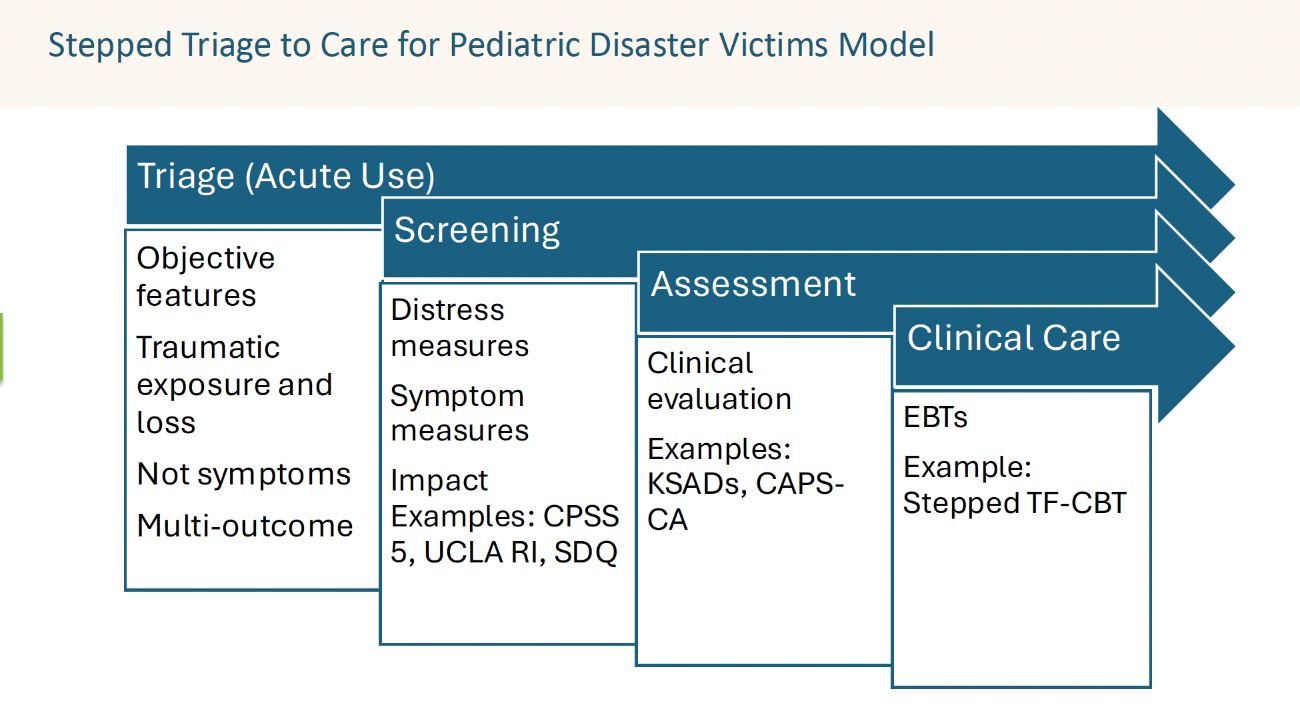 Stepped Triage to Care for Pediatric Disaster Victims Model
Triage (Acute Use)
Objective
features
Traumatic
exposure and
loss
Not symptoms
Multi-outcome
Screening
Distress
measures
Symptom
measures
Impact
Examples: CPSS
5, UCLA RI, SDQ
Assessment
Clinical
evaluation
Examples:
KSADs, CAPS-
CA
Clinical Care
EBTs
Example:
Stepped TF-CBT